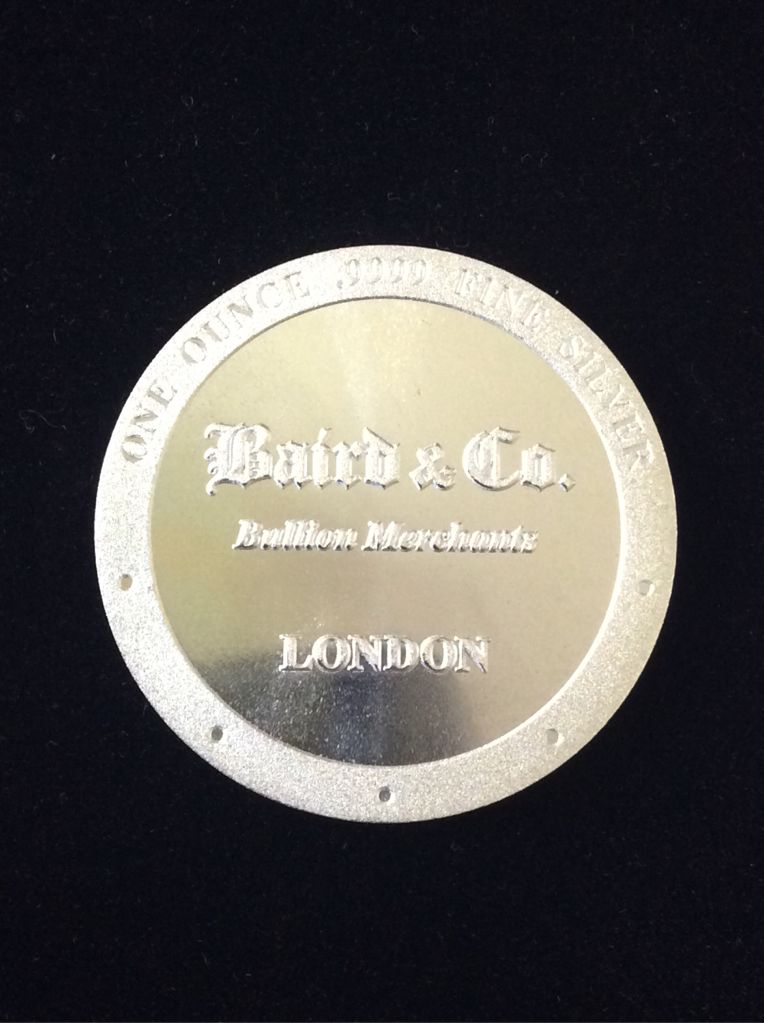 ONE OUNCE .9999 FINE SILVER
Baird & Co.
Bullion Merchants
LONDON